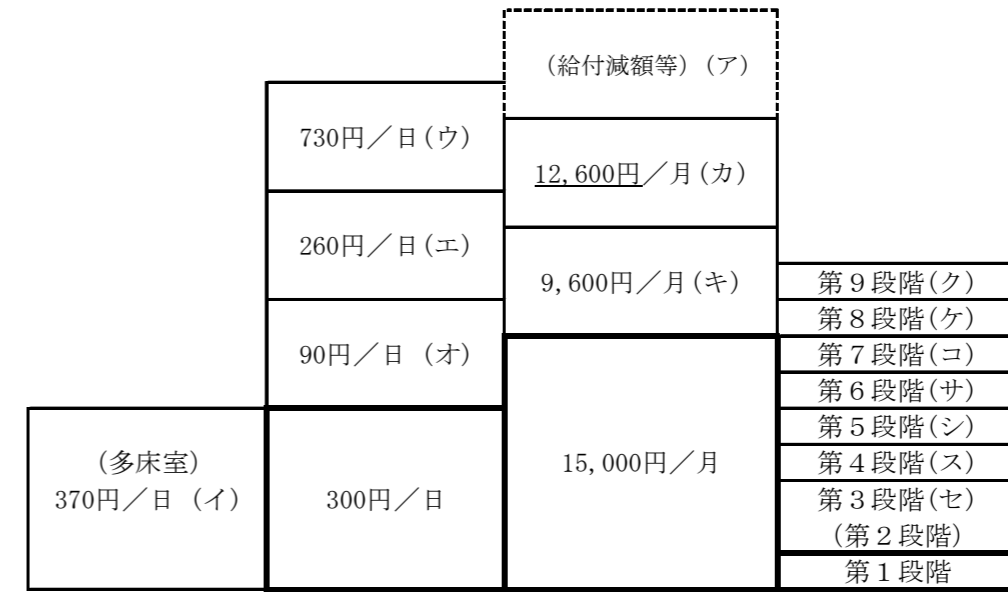 (給付減額等)(ア)
730円／日(ウ)
12,600円／月(カ)
260円／日(エ)
9,600円／月(キ)
第９段階(ク)
第８段階(ケ)
90円／日 (オ)
第７段階(コ)
第６段階(サ)
第５段階(シ)
(多床室)
370円／日 (イ)
300円／日
15,000円／月
第４段階(ス)
第３段階(セ)
(第２段階)
第１段階